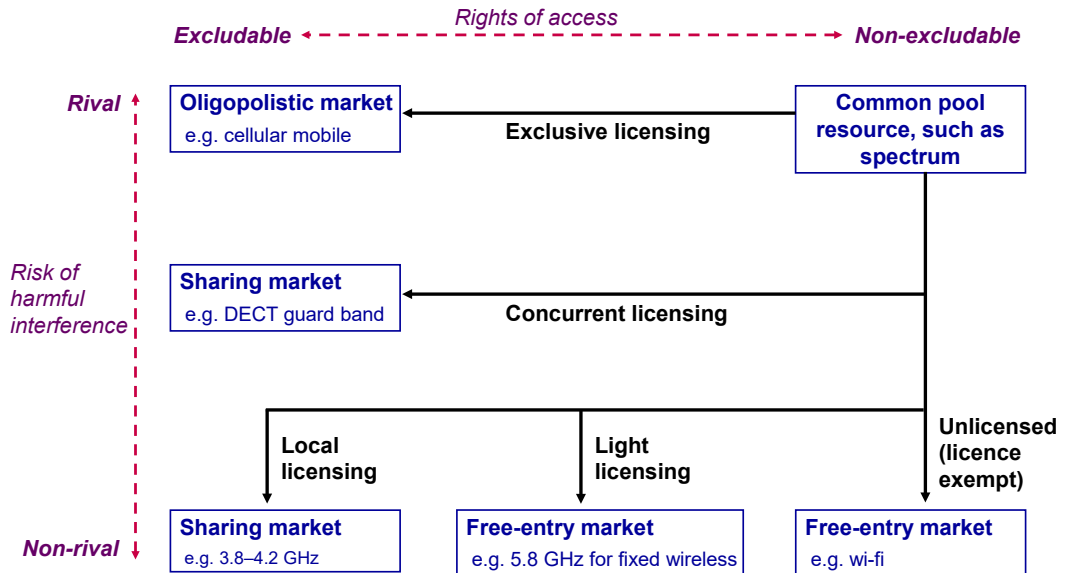 Rights of access
Excludable
Non-excludable
Rival
Oligopolistic market
e.g. cellular mobile
Exclusive licensing
Common pool
resource, such as
spectrum
Risk of
harmful
interference
Sharing market
e.g. DECT guard band
Concurrent licensing
Local
licensing
Light
licensing
Unlicensed
(licence
exempt)
Non-rival
Sharing market
e.g. 3.8–4.2 GHz
Free-entry market
e.g. 5.8 GHz for fixed wireless
Free-entry market
e.g. wi-fi